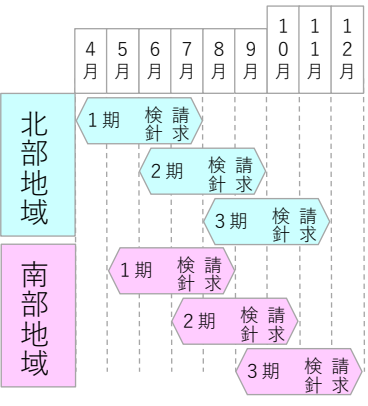 4月
5月
6月
7月
8月
9月
10月
11月
12月
北部地域
1期 検針 請求
2期 検針 請求
3期 検針 請求
南部地域
1期 検針 請求
2期 検針 請求
3期 検針 請求